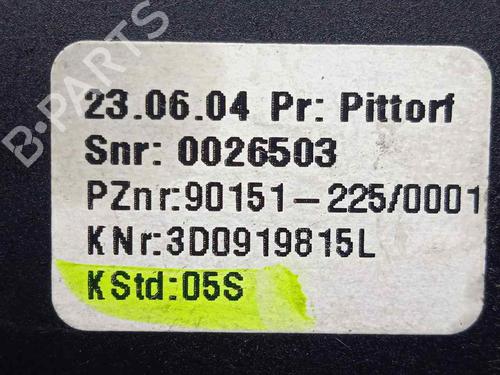 B-PARTS
23.06.04 Pr: Pittorf
Snr: 0026503
PZnr:90151-225/0001
KNr:3D0919815L
KStd:05S